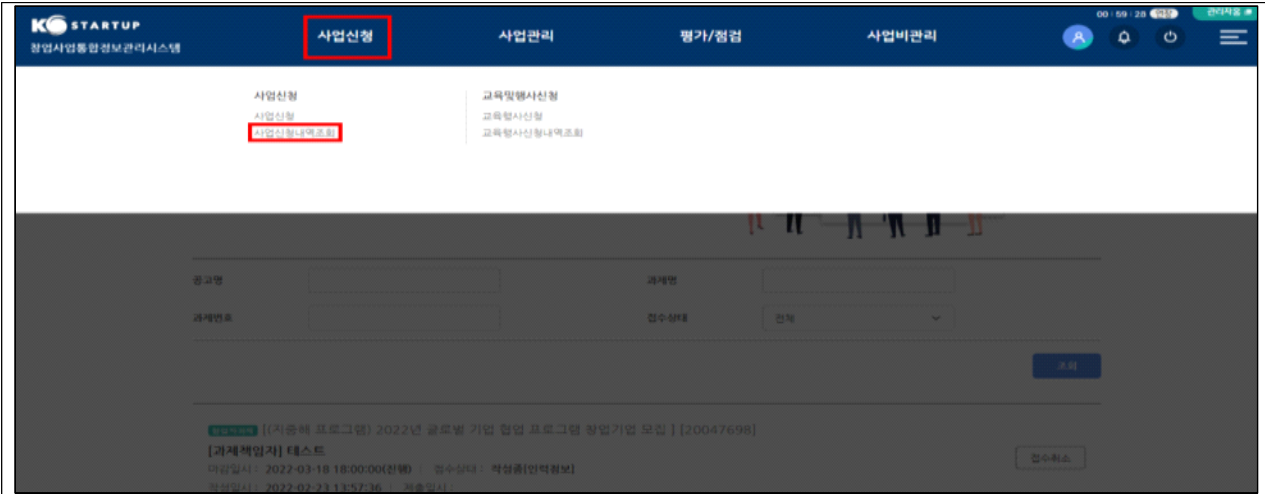 K STARTUP
창업사업통합정보관리시스템
00:59:28 연장
관리자용
사업신청 사업관리 평가/점검 사업비관리
사업신청 교육및행사신청
사업신청 교육행사신청
사업신청내역조회 교육행사신청내역조회
공고명 과제명
과제번호 접수상태 전체
조회
창업자과제 [(지중해 프로그램) 2022년 글로벌 기업 협업 프로그램 창업기업 모집 ] [20047698]
[과제책임자] 테스트
접수취소
마감일시 : 2022-03-18 18:00:00(진행) | 접수상태 : 작성중[인력정보]
작성일시 : 2022-02-23 13:57:36 | 제출일시 :